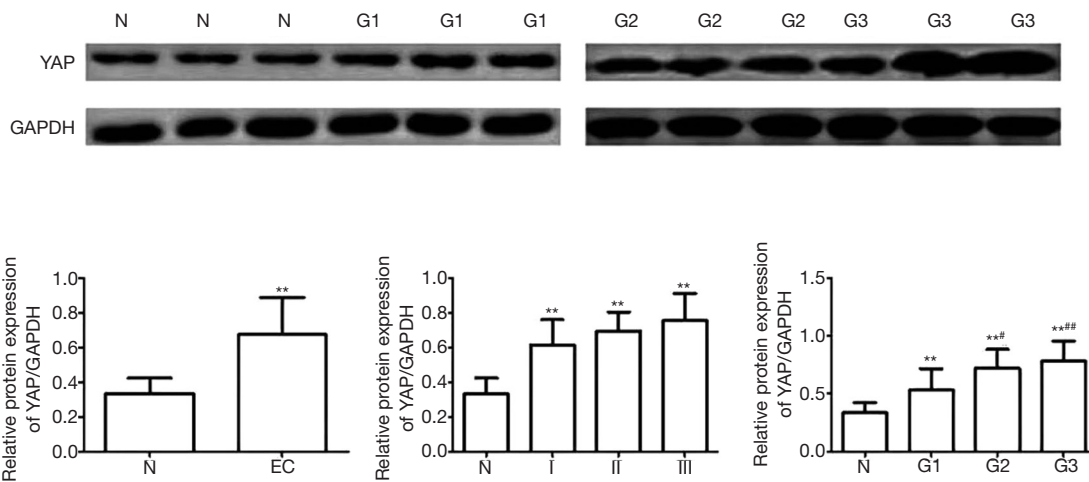 N N N G1 G1 G1 G2 G2 G2 G3 G3 G3
YAP
GAPDH
Relative protein expression
of YAP/GAPDH
1.0
0.8
0.6
0.4
0.2
0.0
**
N EC
Relative protein expression
of YAP/GAPDH
1.0
0.8
0.6
0.4
0.2
0.0
** ** **
N I II III
Relative protein expression
of YAP/GAPDH
1.5
1.0
0.5
0.0
** **# **##
N G1 G2 G3